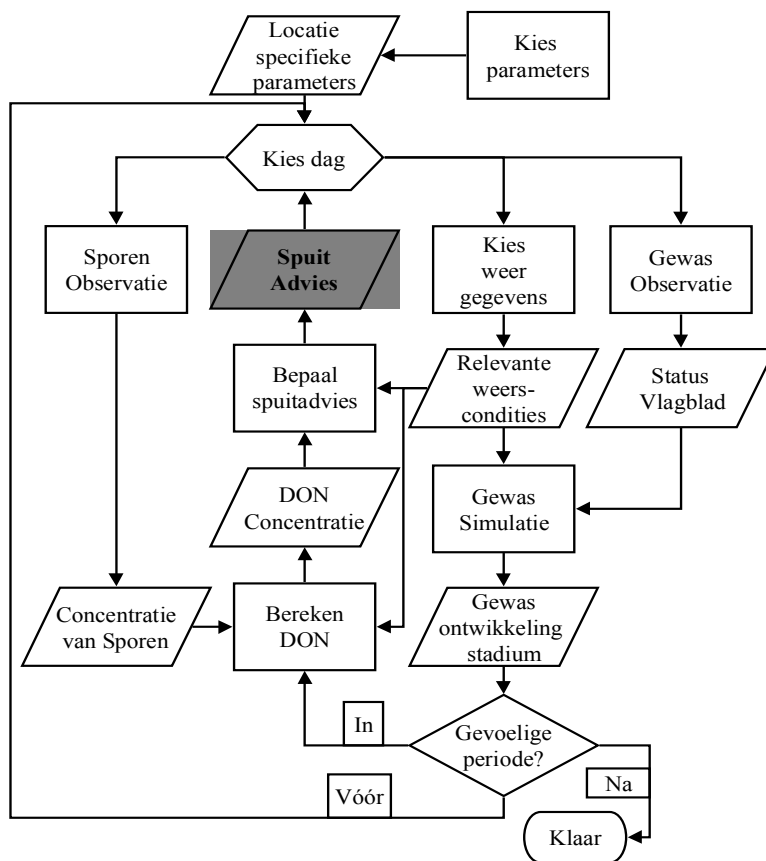 Locatie
specifieke
parameters
Kies
parameters
Kies dag
Sporen
Observatie
Spuit
Advies
Kies
weer
gegevens
Gewas
Observatie
Bepaal
spuitadvies
Relevante
weers-
condities
Status
Vlagblad
DON
Concentratie
Gewas
Simulatie
Concentratie
van Sporen
Bereken
DON
Gewas
ontwikkeling
stadium
In
Gevoelige
periode?
Vóór
Na
Klaar